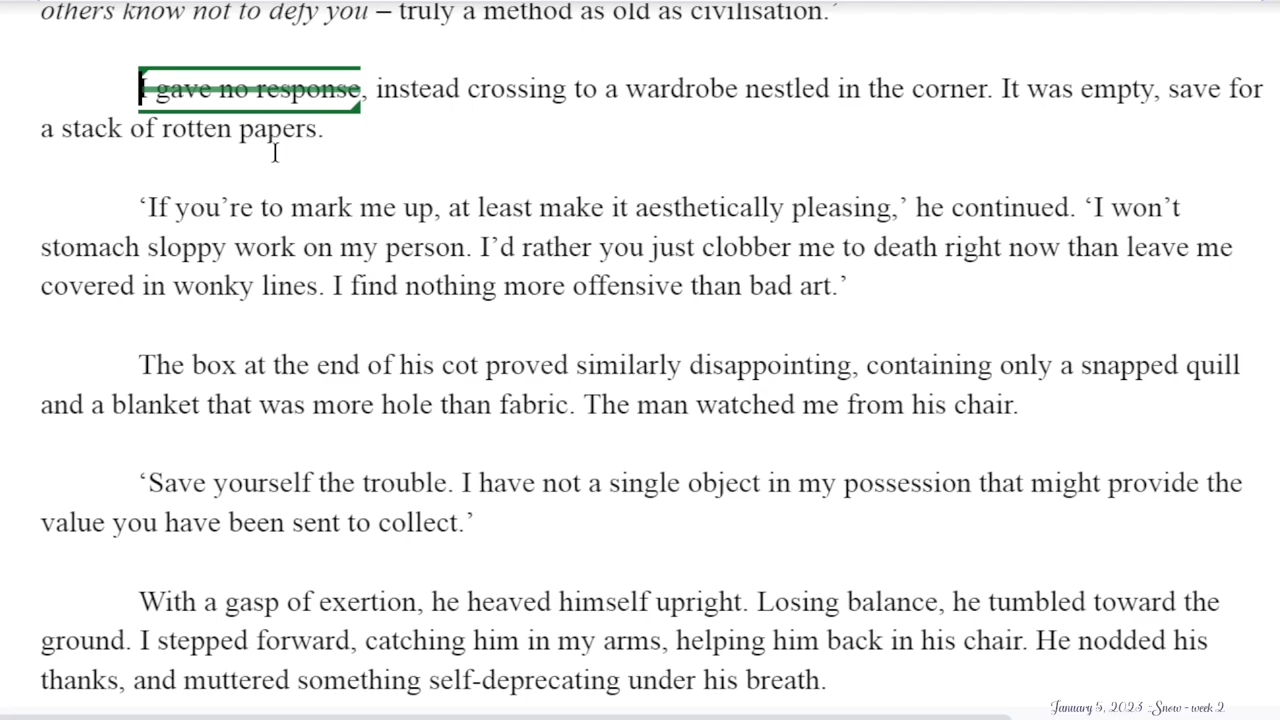 others know not to defy you – truly a method as old as civilisation.’
I gave no response, instead crossing to a wardrobe nestled in the corner. It was empty, save for
a stack of rotten papers.
‘If you’re to mark me up, at least make it aesthetically pleasing,’ he continued. ‘I won’t
stomach sloppy work on my person. I’d rather you just clobber me to death right now than leave me
covered in wonky lines. I find nothing more offensive than bad art.’
The box at the end of his cot proved similarly disappointing, containing only a snapped quill
and a blanket that was more hole than fabric. The man watched me from his chair.
‘Save yourself the trouble. I have not a single object in my possession that might provide the
value you have been sent to collect.’
With a gasp of exertion, he heaved himself upright. Losing balance, he tumbled toward the
ground. I stepped forward, catching him in my arms, helping him back in his chair. He nodded his
thanks, and muttered something self-deprecating under his breath.
January 5, 2023 - Snow - week 2